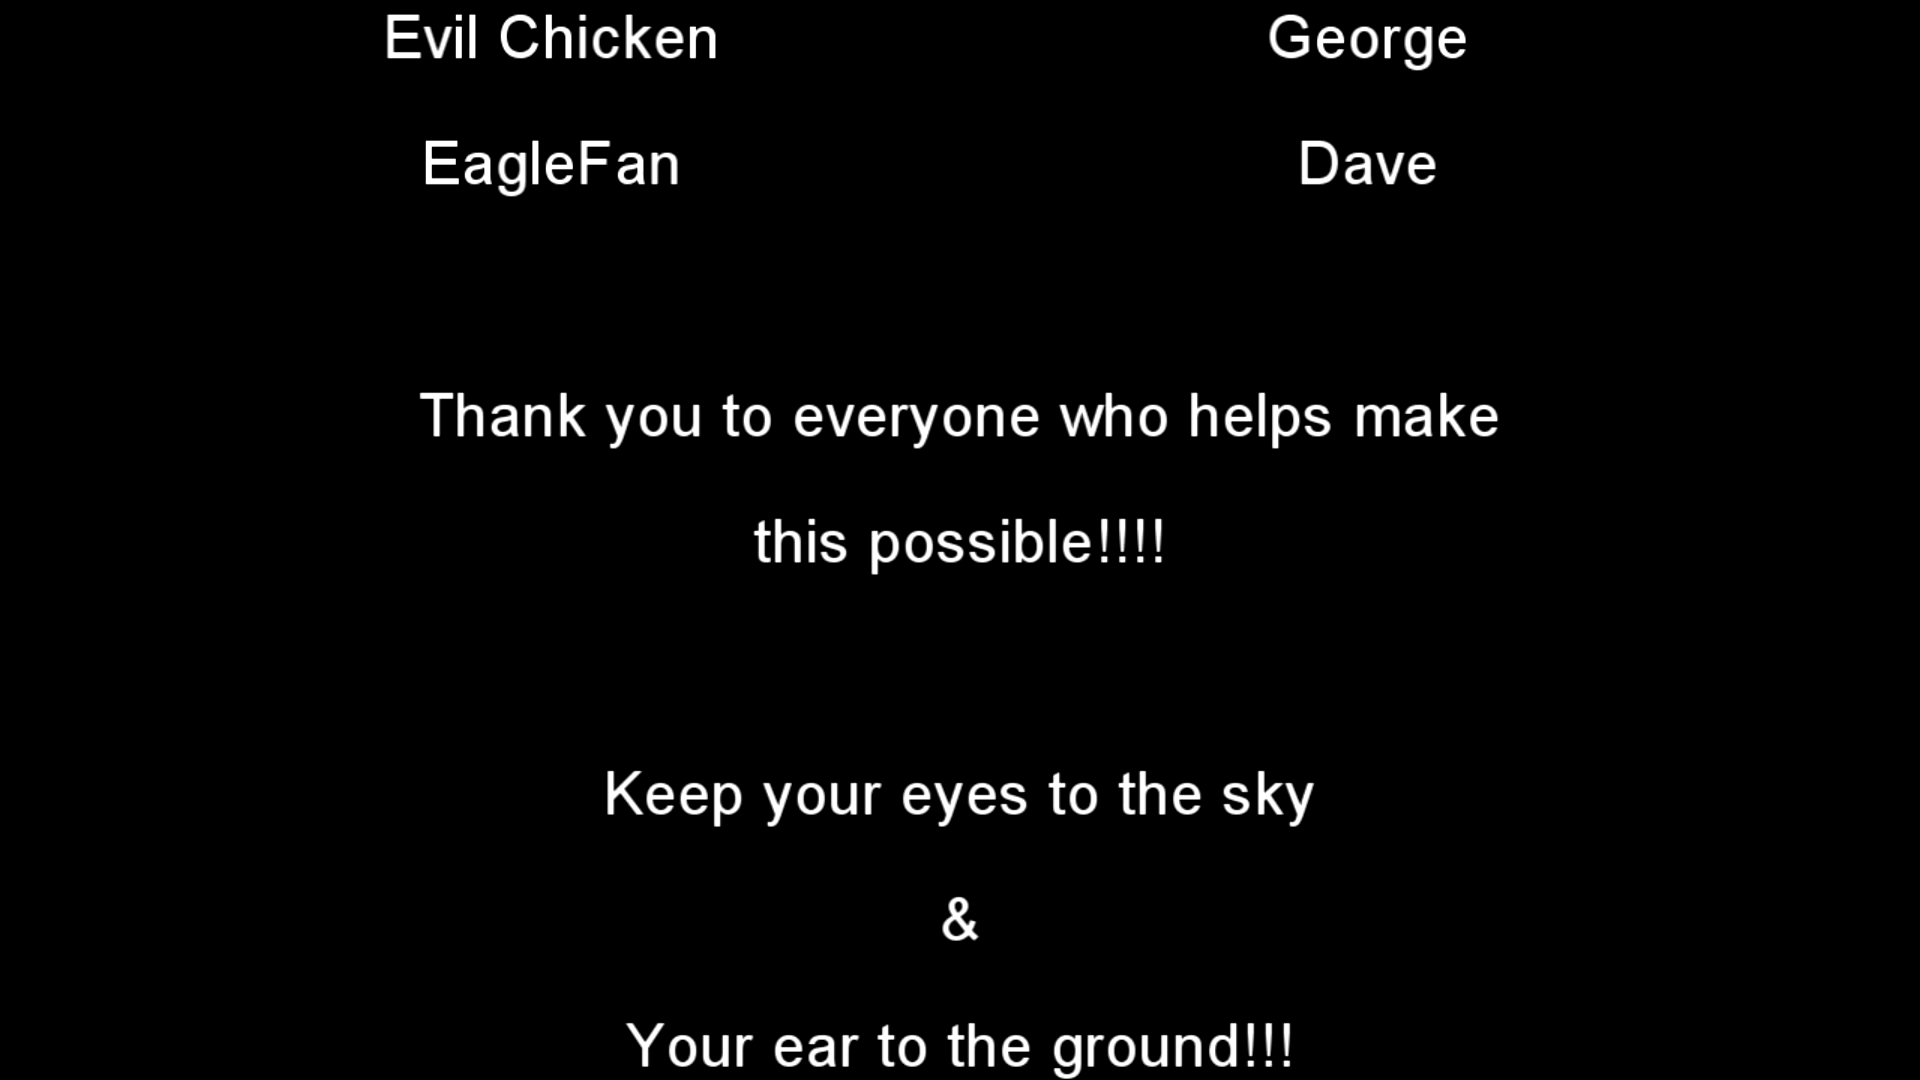 Evil Chicken George
EagleFan Dave
Thank you to everyone who helps make
this possible!!!!
Keep your eyes to the sky
&
Your ear to the ground!!!